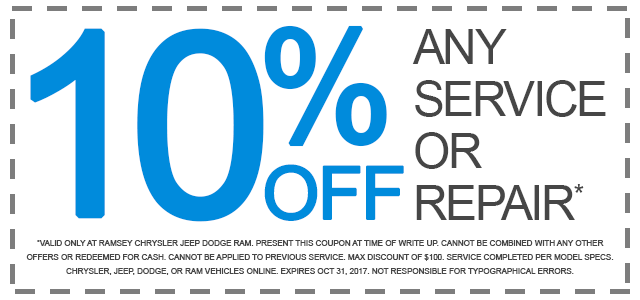 10% OFF
ANY
SERVICE
OR
REPAIR*
*VALID ONLY AT RAMSEY CHRYSLER JEEP DODGE RAM. PRESENT THIS COUPON AT TIME OF WRITE UP. CANNOT BE COMBINED WITH ANY OTHER
OFFERS OR REDEEMED FOR CASH. CANNOT BE APPLIED TO PREVIOUS SERVICE. MAX DISCOUNT OF $100. SERVICE COMPLETED PER MODEL SPECS.
CHRYSLER, JEEP, DODGE, OR RAM VEHICLES ONLINE. EXPIRES OCT 31, 2017. NOT RESPONSIBLE FOR TYPOGRAPHICAL ERRORS.